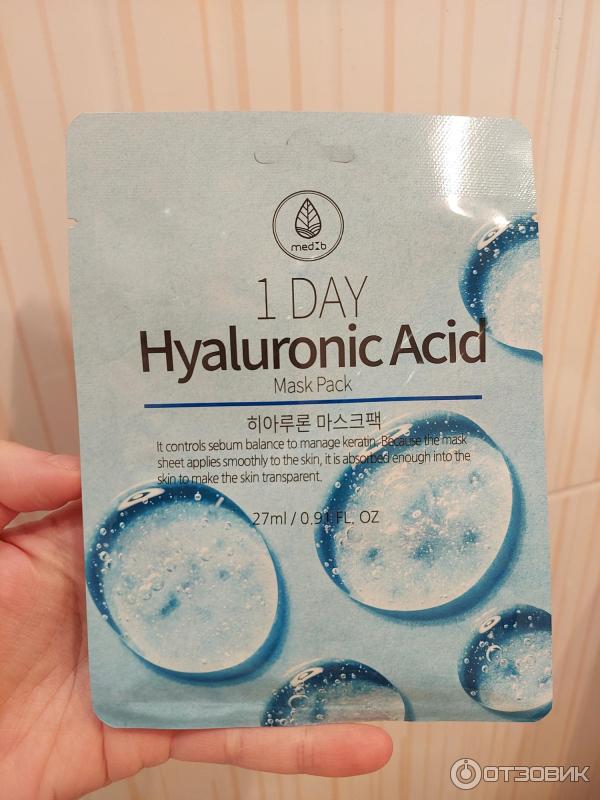 medib
1 DAY
Hyaluronic Acid
Mask Pack
히아루론 마스크팩
It controls sebum balance to manage keratin. Because the mask
sheet applies smoothly to the skin, it is absorbed enough into the
skin to make the skin transparent.
27ml / 0.91 FL. OZ
ОТЗОВИК